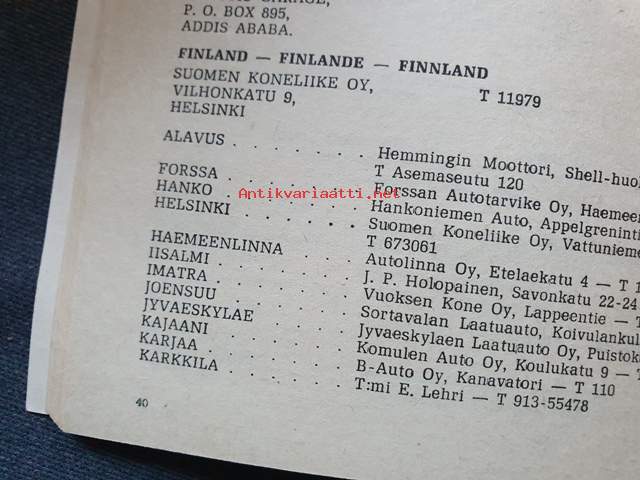 P. O. BOX 895,
ADDIS ABABA.
FINLAND — FINLANDE — FINNLAND
SUOMEN KONELIIKE OY, T 11979
VILHONKATU 9,
HELSINKI
ALAVUS . . . . . . . Hemmingin Moottori, Shell-huol
T Asemaseutu 120
FORSSA . . . . . . . Forssan Autotarvike Oy, Haemeen
HANKO . . . . . . . Hankoniemen Auto, Appelgreninti
HELSINKI . . . . . . Suomen Koneliike Oy, Vattunieme
T 673061
HAEMEENLINNA . . . . Autolinna Oy, Etelaekatu 4 — T 1
IISALMI . . . . . . . J. P. Holopainen, Savonkatu 22-24
IMATRA . . . . . . . Vuoksen Kone Oy, Lappeentie — T
JOENSUU . . . . . . Sortavalan Laatuauto, Koivulankul
JYVAESKYLAE . . . . Jyvaeskylaen Laatuauto Oy, Puistok
KAJAANI . . . . . . . Komulen Auto Oy, Koulukatu 9 — T
KARJAA . . . . . . . B-Auto Oy, Kanavatori — T 110
KARKKILA . . . . . . T:mi E. Lehri — T 913-55478
40
Antikvariaatti.net